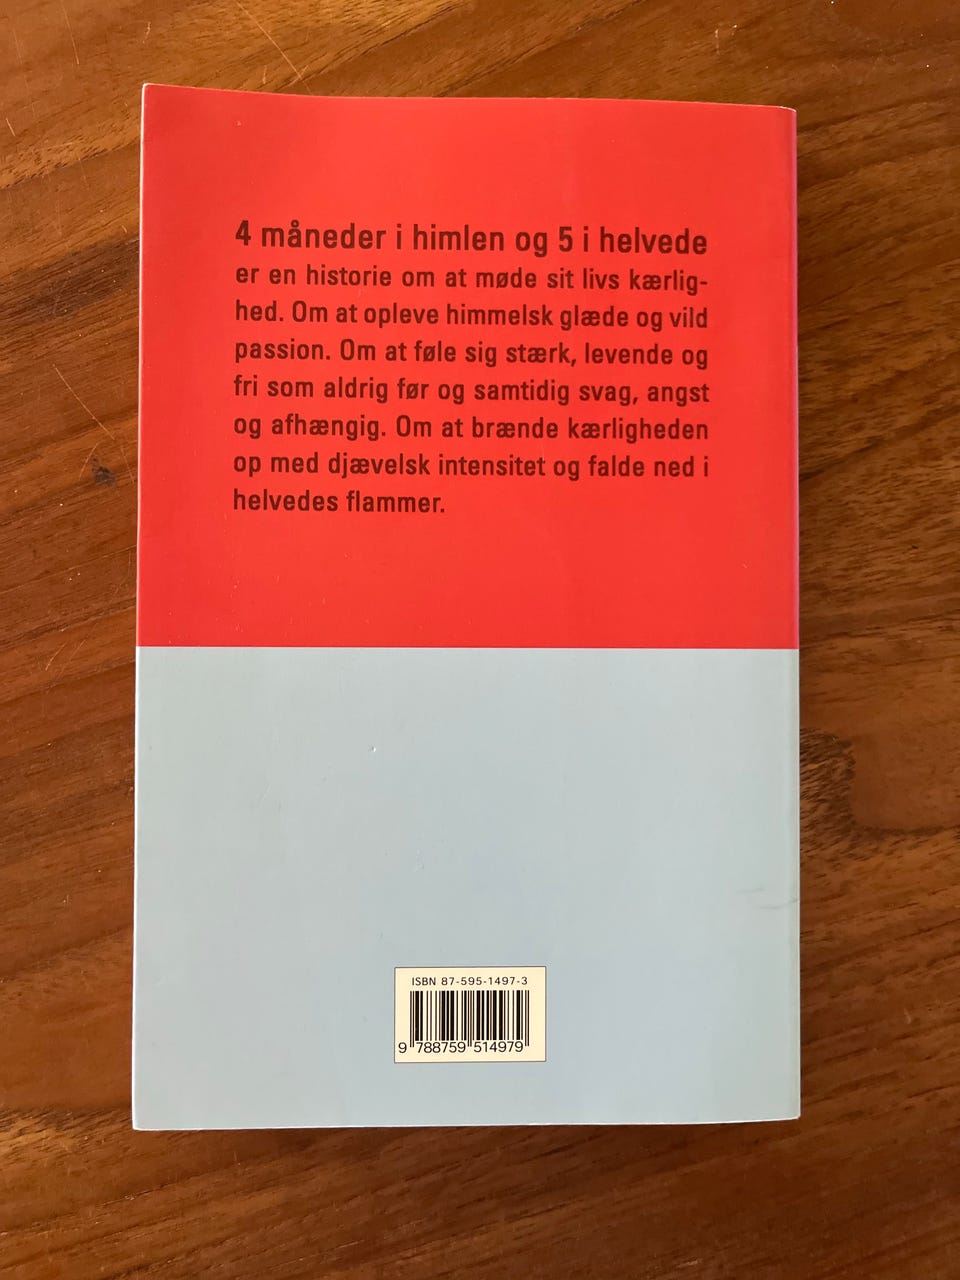 4 måneder i himlen og 5 i helvede
er en historie om at møde sit livs kærlig-
hed. Om at opleve himmelsk glæde og vild
passion. Om at føle sig stærk, levende og
fri som aldrig før og samtidig svag, angst
og afhængig. Om at brænde kærligheden
op med djævelsk intensitet og falde ned i
helvedes flammer.
ISBN 87-595-1497-3
9 788759 514979